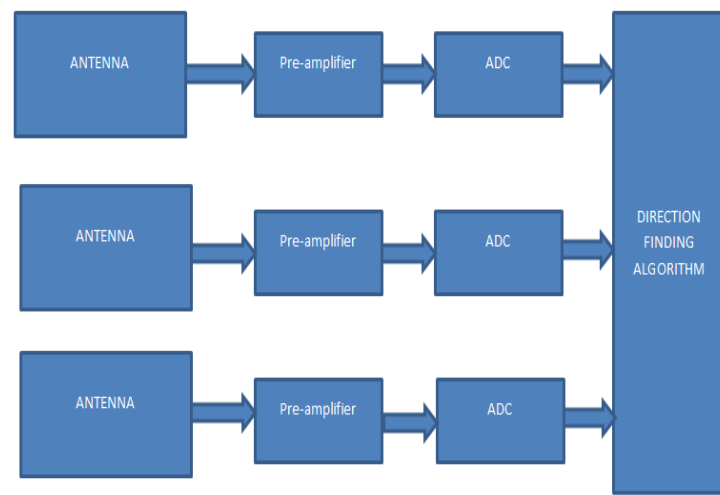 ANTENNA
Pre-amplifier
ADC
ANTENNA
Pre-amplifier
ADC
DIRECTION
FINDING
ALGORITHM
ANTENNA
Pre-amplifier
ADC